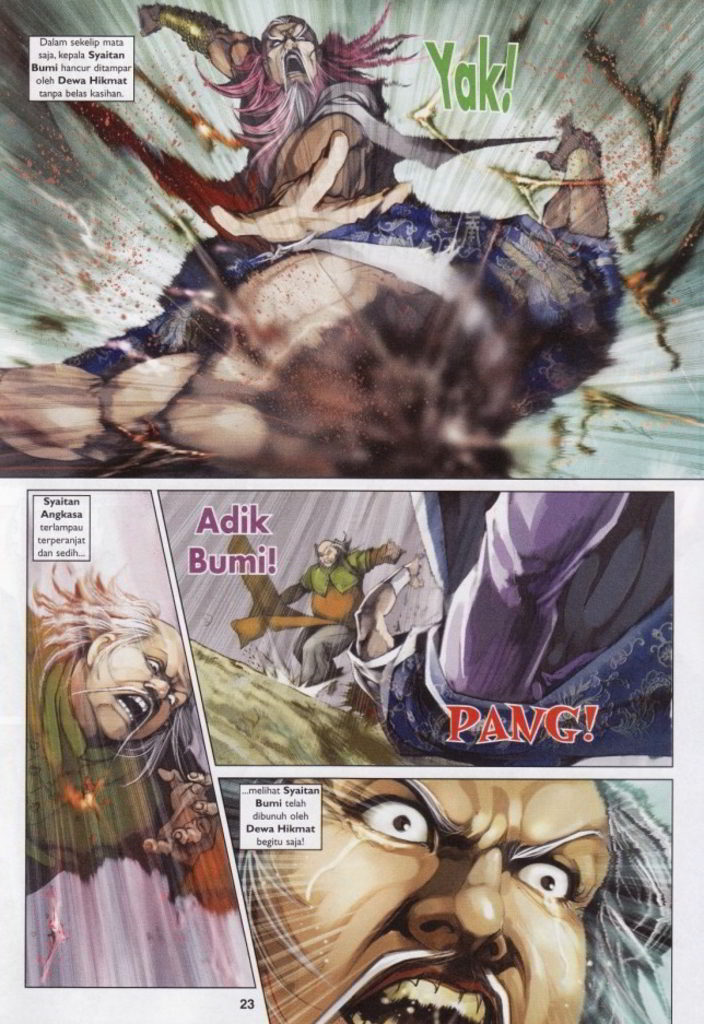 Dalam sekelip mata
saja, kepala Syaitan
Bumi hancur ditampar
oleh Dewa Hikmat
tanpa belas kasihan.
Yak!
Syaitan
Angkasa
terlampau
terperanjat
dan sedih...
Adik
Bumi!
PANG!
...melihat Syaitan
Bumi telah
dibunuh oleh
Dewa Hikmat
begitu saja!
23